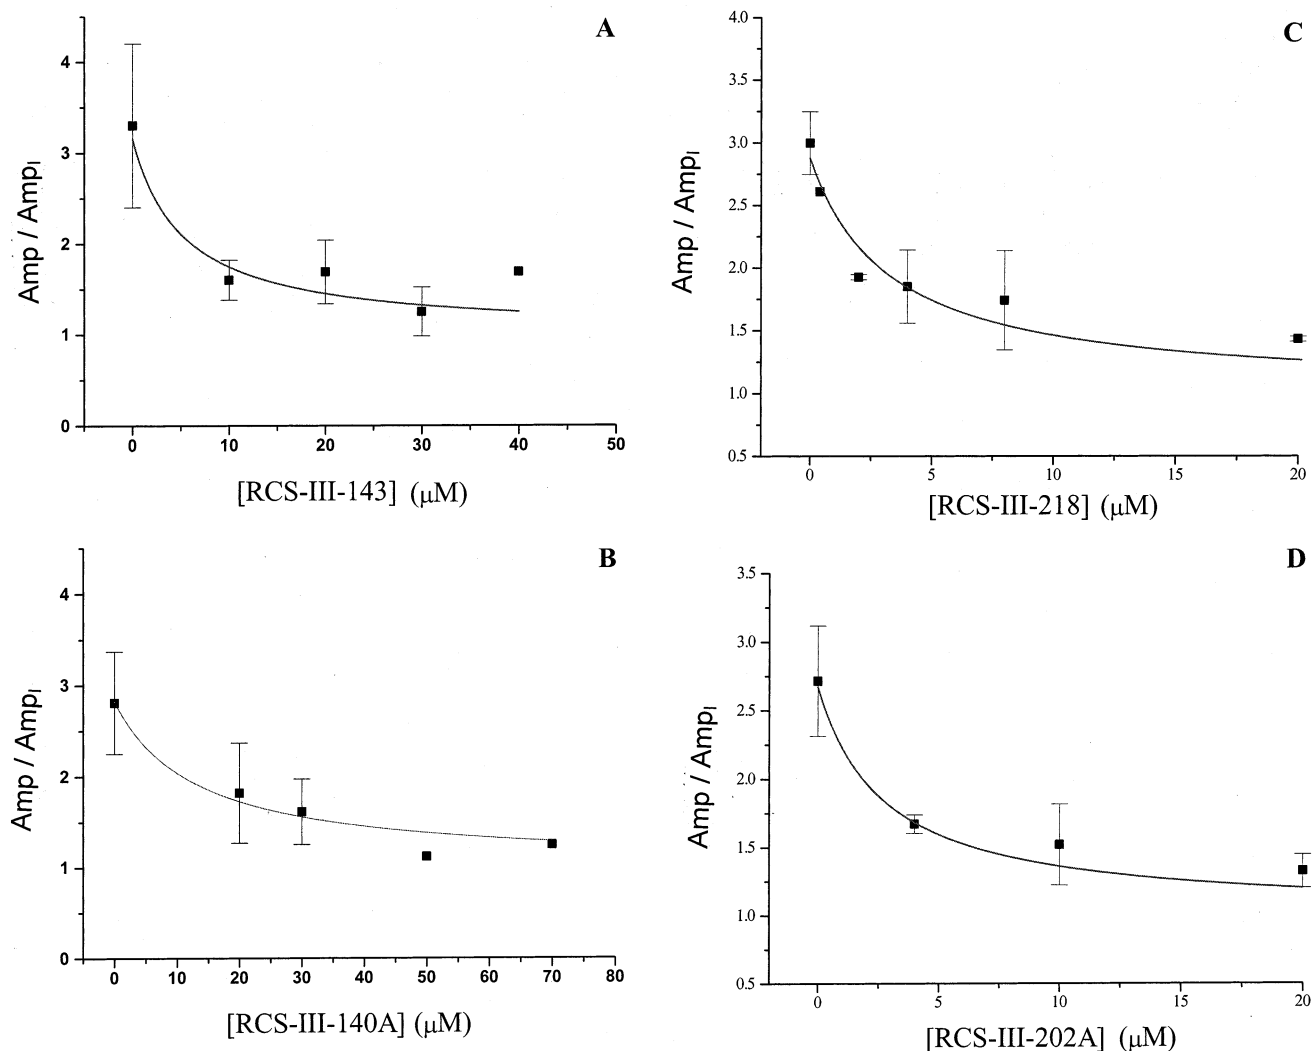 A
Amp / AmpI
4
3
2
1
0
0 10 20 30 40 50
[RCS-III-143] (μM)
B
Amp / AmpI
4
3
2
1
0
0 10 20 30 40 50 60 70 80
[RCS-III-140A] (μM)
C
Amp / AmpI
4.0
3.5
3.0
2.5
2.0
1.5
1.0
0.5
0 5 10 15 20
[RCS-III-218] (μM)
D
Amp / AmpI
3.5
3.0
2.5
2.0
1.5
1.0
0.5
0 5 10 15 20
[RCS-III-202A] (μM)